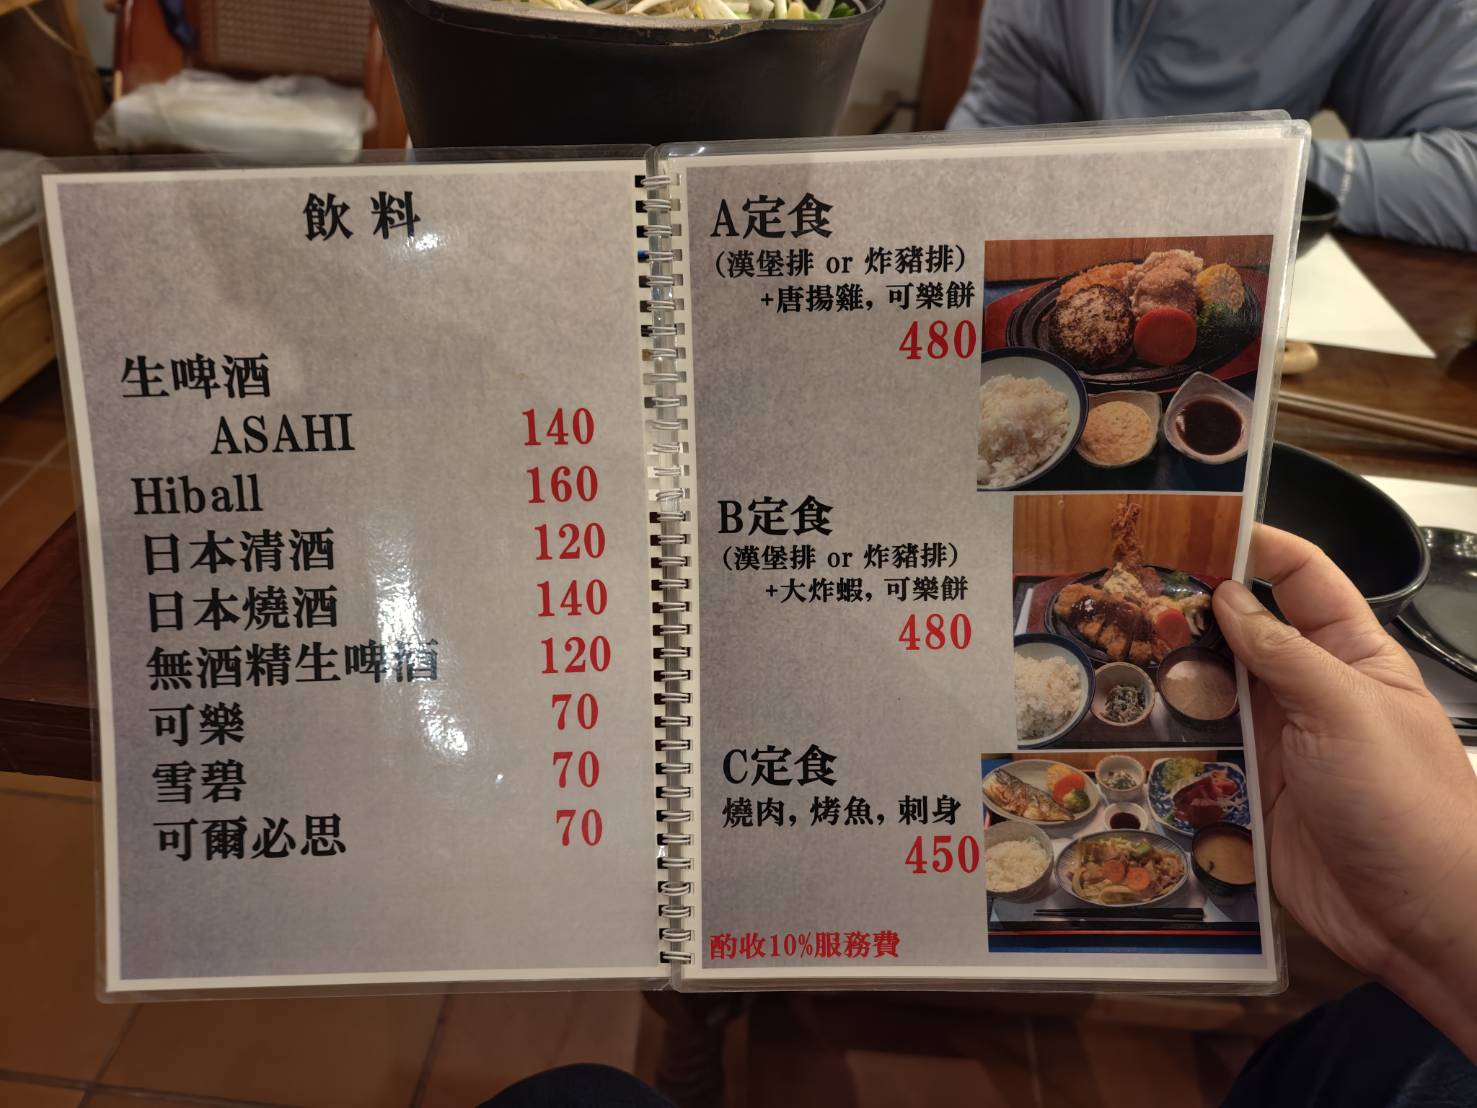 飲料
生啤酒
ASAHI 140
Hiball 160
日本清酒 120
日本燒酒 140
無酒精生啤酒 120
可樂 70
雪碧 70
可爾必思 70
A定食
(漢堡排 or 炸豬排)
+唐揚雞, 可樂餅
480
B定食
(漢堡排 or 炸豬排)
+大炸蝦, 可樂餅
480
C定食
燒肉, 烤魚, 刺身
450
酌收10%服務費